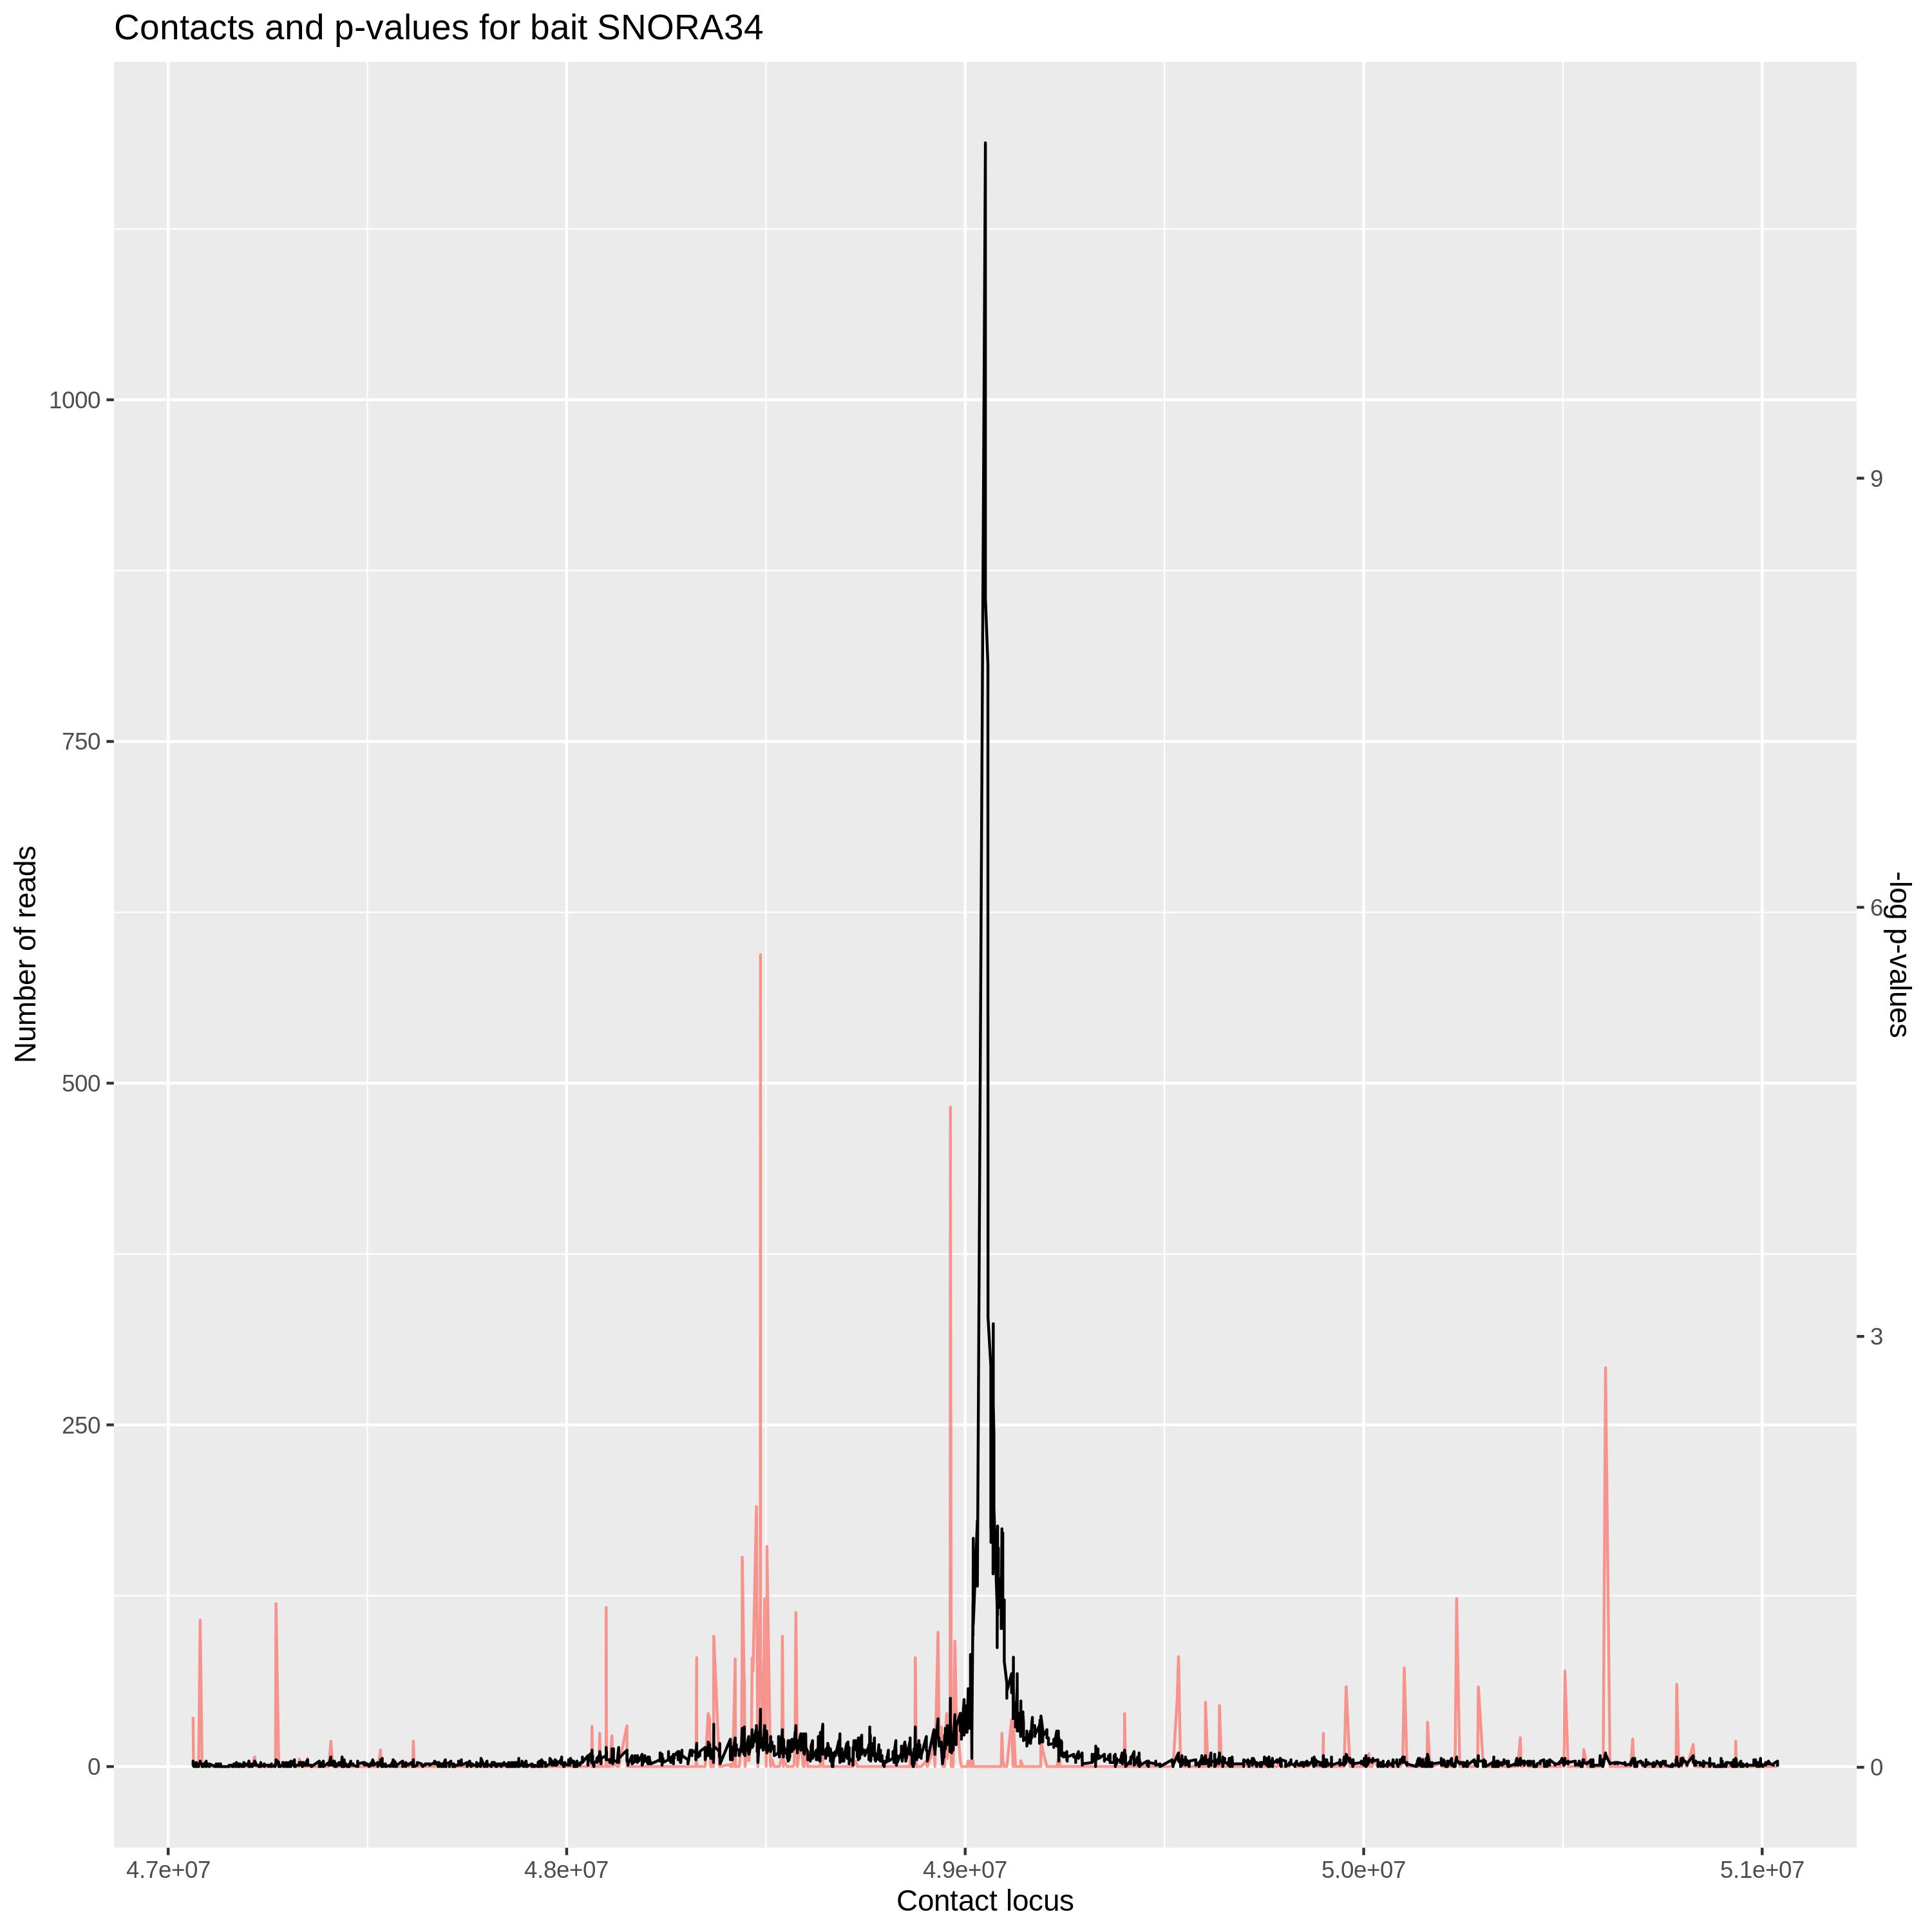 Contacts and p-values for bait SNORA34
Number of reads
1000
750
500
250
0
9
6
3
0
-log p-values
4.7e+07 4.8e+07 4.9e+07 5.0e+07 5.1e+07
Contact locus